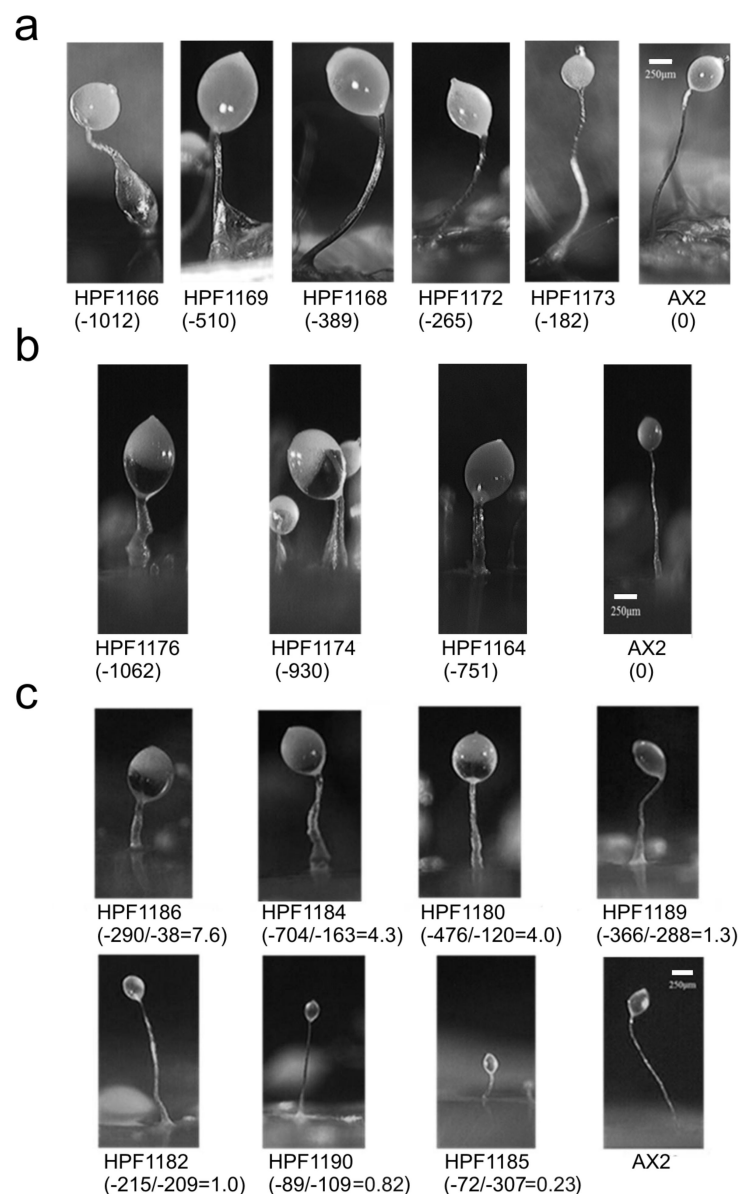 a
250µm
HPF1166 HPF1169 HPF1168 HPF1172 HPF1173 AX2
(-1012) (-510) (-389) (-265) (-182) (0)
b
250µm
HPF1176 HPF1174 HPF1164 AX2
(-1062) (-930) (-751) (0)
c
HPF1186 HPF1184 HPF1180 HPF1189
(-290/-38=7.6) (-704/-163=4.3) (-476/-120=4.0) (-366/-288=1.3)
250µm
HPF1182 HPF1190 HPF1185 AX2
(-215/-209=1.0) (-89/-109=0.82) (-72/-307=0.23)